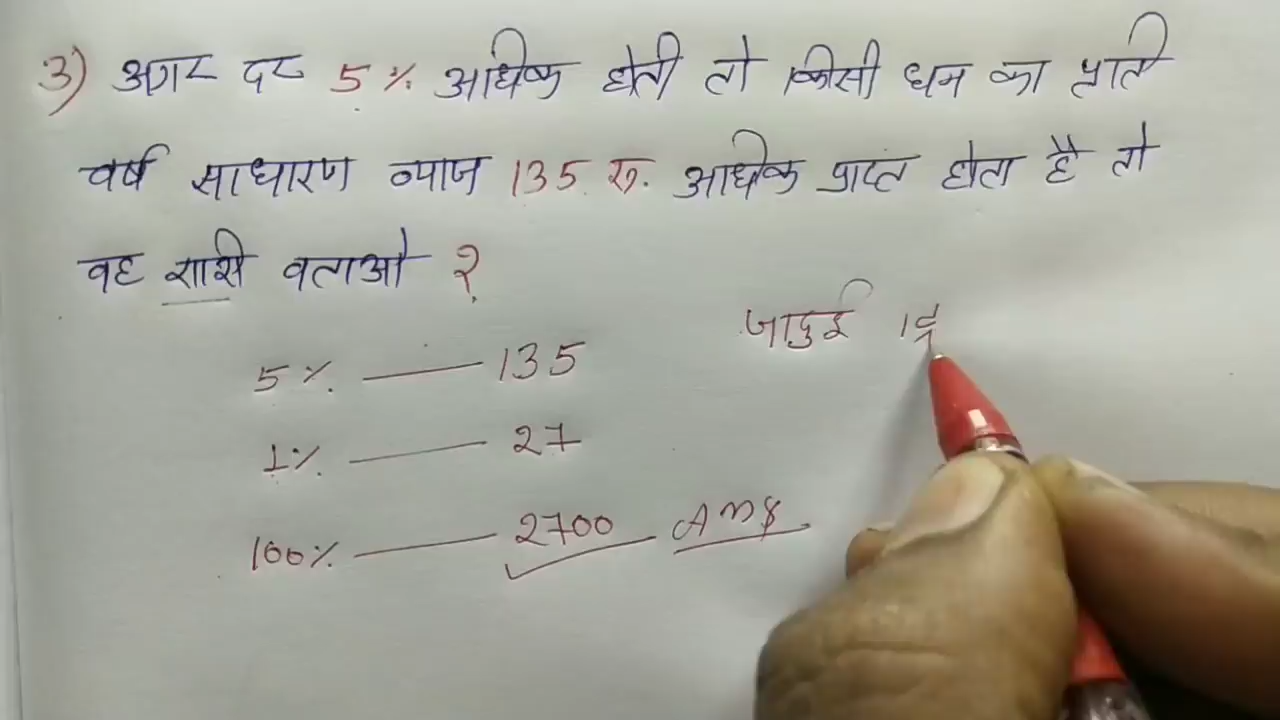 3) अगर दर 5% अधिक होती तो किसी धन का प्रति
वर्ष साधारण ब्याज 135 रु. अधिक प्राप्त होता है तो
वह राशि बताओ ?
जादुई
5% — 135
1% — 27
100% — 2700 Ans